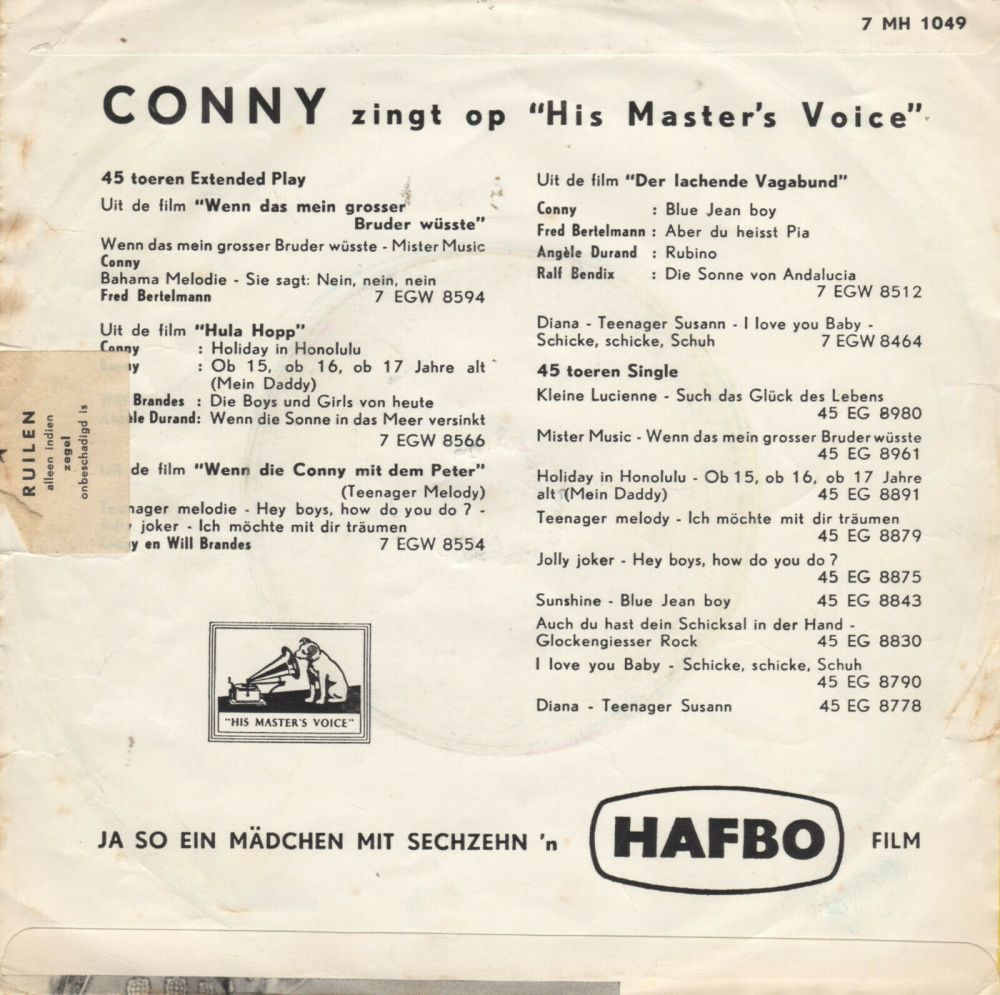 7 MH 1049
CONNY zingt op "His Master's Voice"
45 toeren Extended Play
Uit de film "Wenn das mein grosser
Bruder wüsste"
Wenn das mein grosser Bruder wüsste - Mister Music
Conny
Bahama Melodie - Sie sagt: Nein, nein, nein
Fred Bertelmann 7 EGW 8594
Uit de film "Hula Hopp"
Conny : Holiday in Honolulu
: Ob 15, ob 16, ob 17 Jahre alt
(Mein Daddy)
Brandes : Die Boys und Girls von heute
Durand: Wenn die Sonne in das Meer versinkt
7 EGW 8566
de film "Wenn die Conny mit dem Peter"
(Teenager Melody)
melodie - Hey boys, how do you do ? -
joker - Ich möchte mit dir träumen
en Will Brandes 7 EGW 8554
RUILEN
alleen indien
zegel
onbeschadigd is
"HIS MASTER'S VOICE"
Uit de film "Der lachende Vagabund"
Conny : Blue Jean boy
Fred Bertelmann : Aber du heisst Pia
Angèle Durand : Rubino
Ralf Bendix : Die Sonne von Andalucia
7 EGW 8512
Diana - Teenager Susann - I love you Baby -
Schicke, schicke, Schuh 7 EGW 8464
45 toeren Single
Kleine Lucienne - Such das Glück des Lebens
45 EG 8980
Mister Music - Wenn das mein grosser Bruder wüsste
45 EG 8961
Holiday in Honolulu - Ob 15, ob 16, ob 17 Jahre
alt (Mein Daddy) 45 EG 8891
Teenager melody - Ich möchte mit dir träumen
45 EG 8879
Jolly joker - Hey boys, how do you do ?
45 EG 8875
Sunshine - Blue Jean boy 45 EG 8843
Auch du hast dein Schicksal in der Hand -
Glockengiesser Rock 45 EG 8830
I love you Baby - Schicke, schicke, Schuh
45 EG 8790
Diana - Teenager Susann 45 EG 8778
JA SO EIN MÄDCHEN MIT SECHZEHN 'n HAFBO FILM